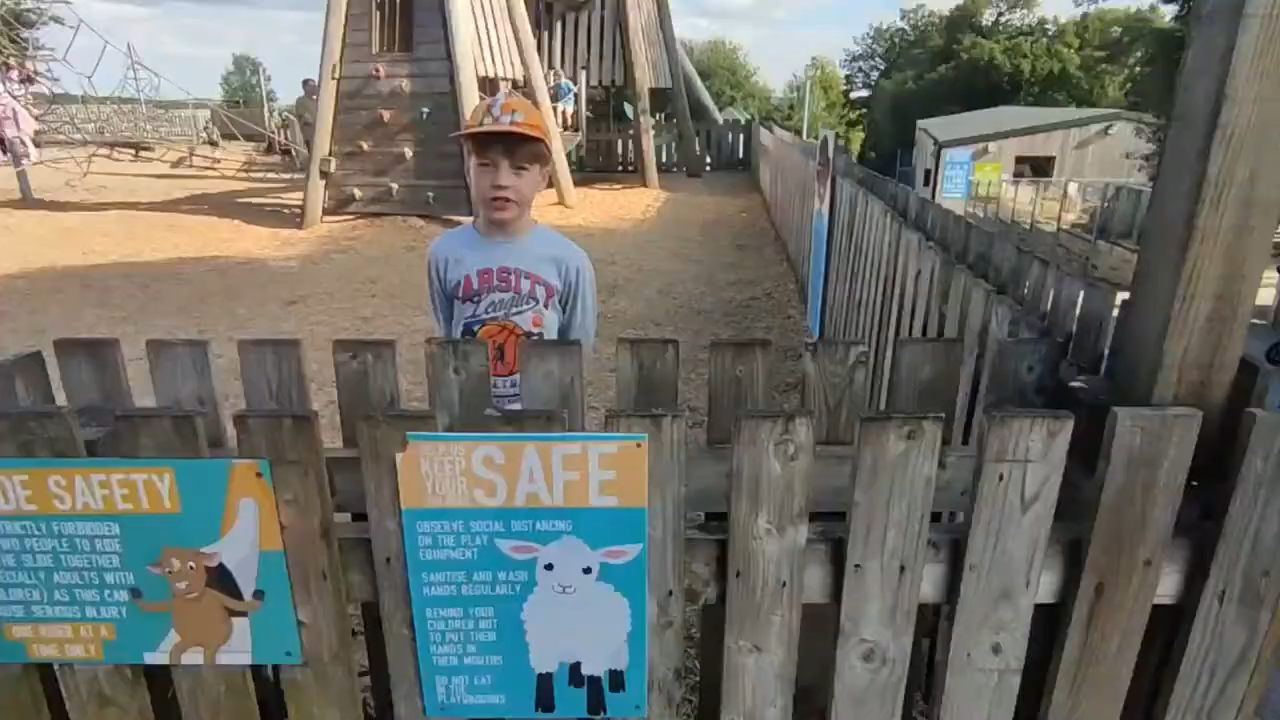 VARSITY
League
DE SAFETY
TRICTLY FORBIDDEN
WO PEOPLE TO RIDE
HE SLIDE TOGETHER
ECIALLY ADULTS WITH
LDREN) AS THIS CAN
USE SERIOUS INJURY
ONE RIDER AT A
TIME ONLY
KEEP
YOUR
SAFE
OBSERVE SOCIAL DISTANCING
ON THE PLAY
EQUIPMENT
SANITISE AND WASH
HANDS REGULARLY
REMIND YOUR
CHILDREN NOT
TO PUT THEIR
HANDS IN
THEIR MOUTHS
DO NOT EAT
IN THE
PLAYGROUNDS